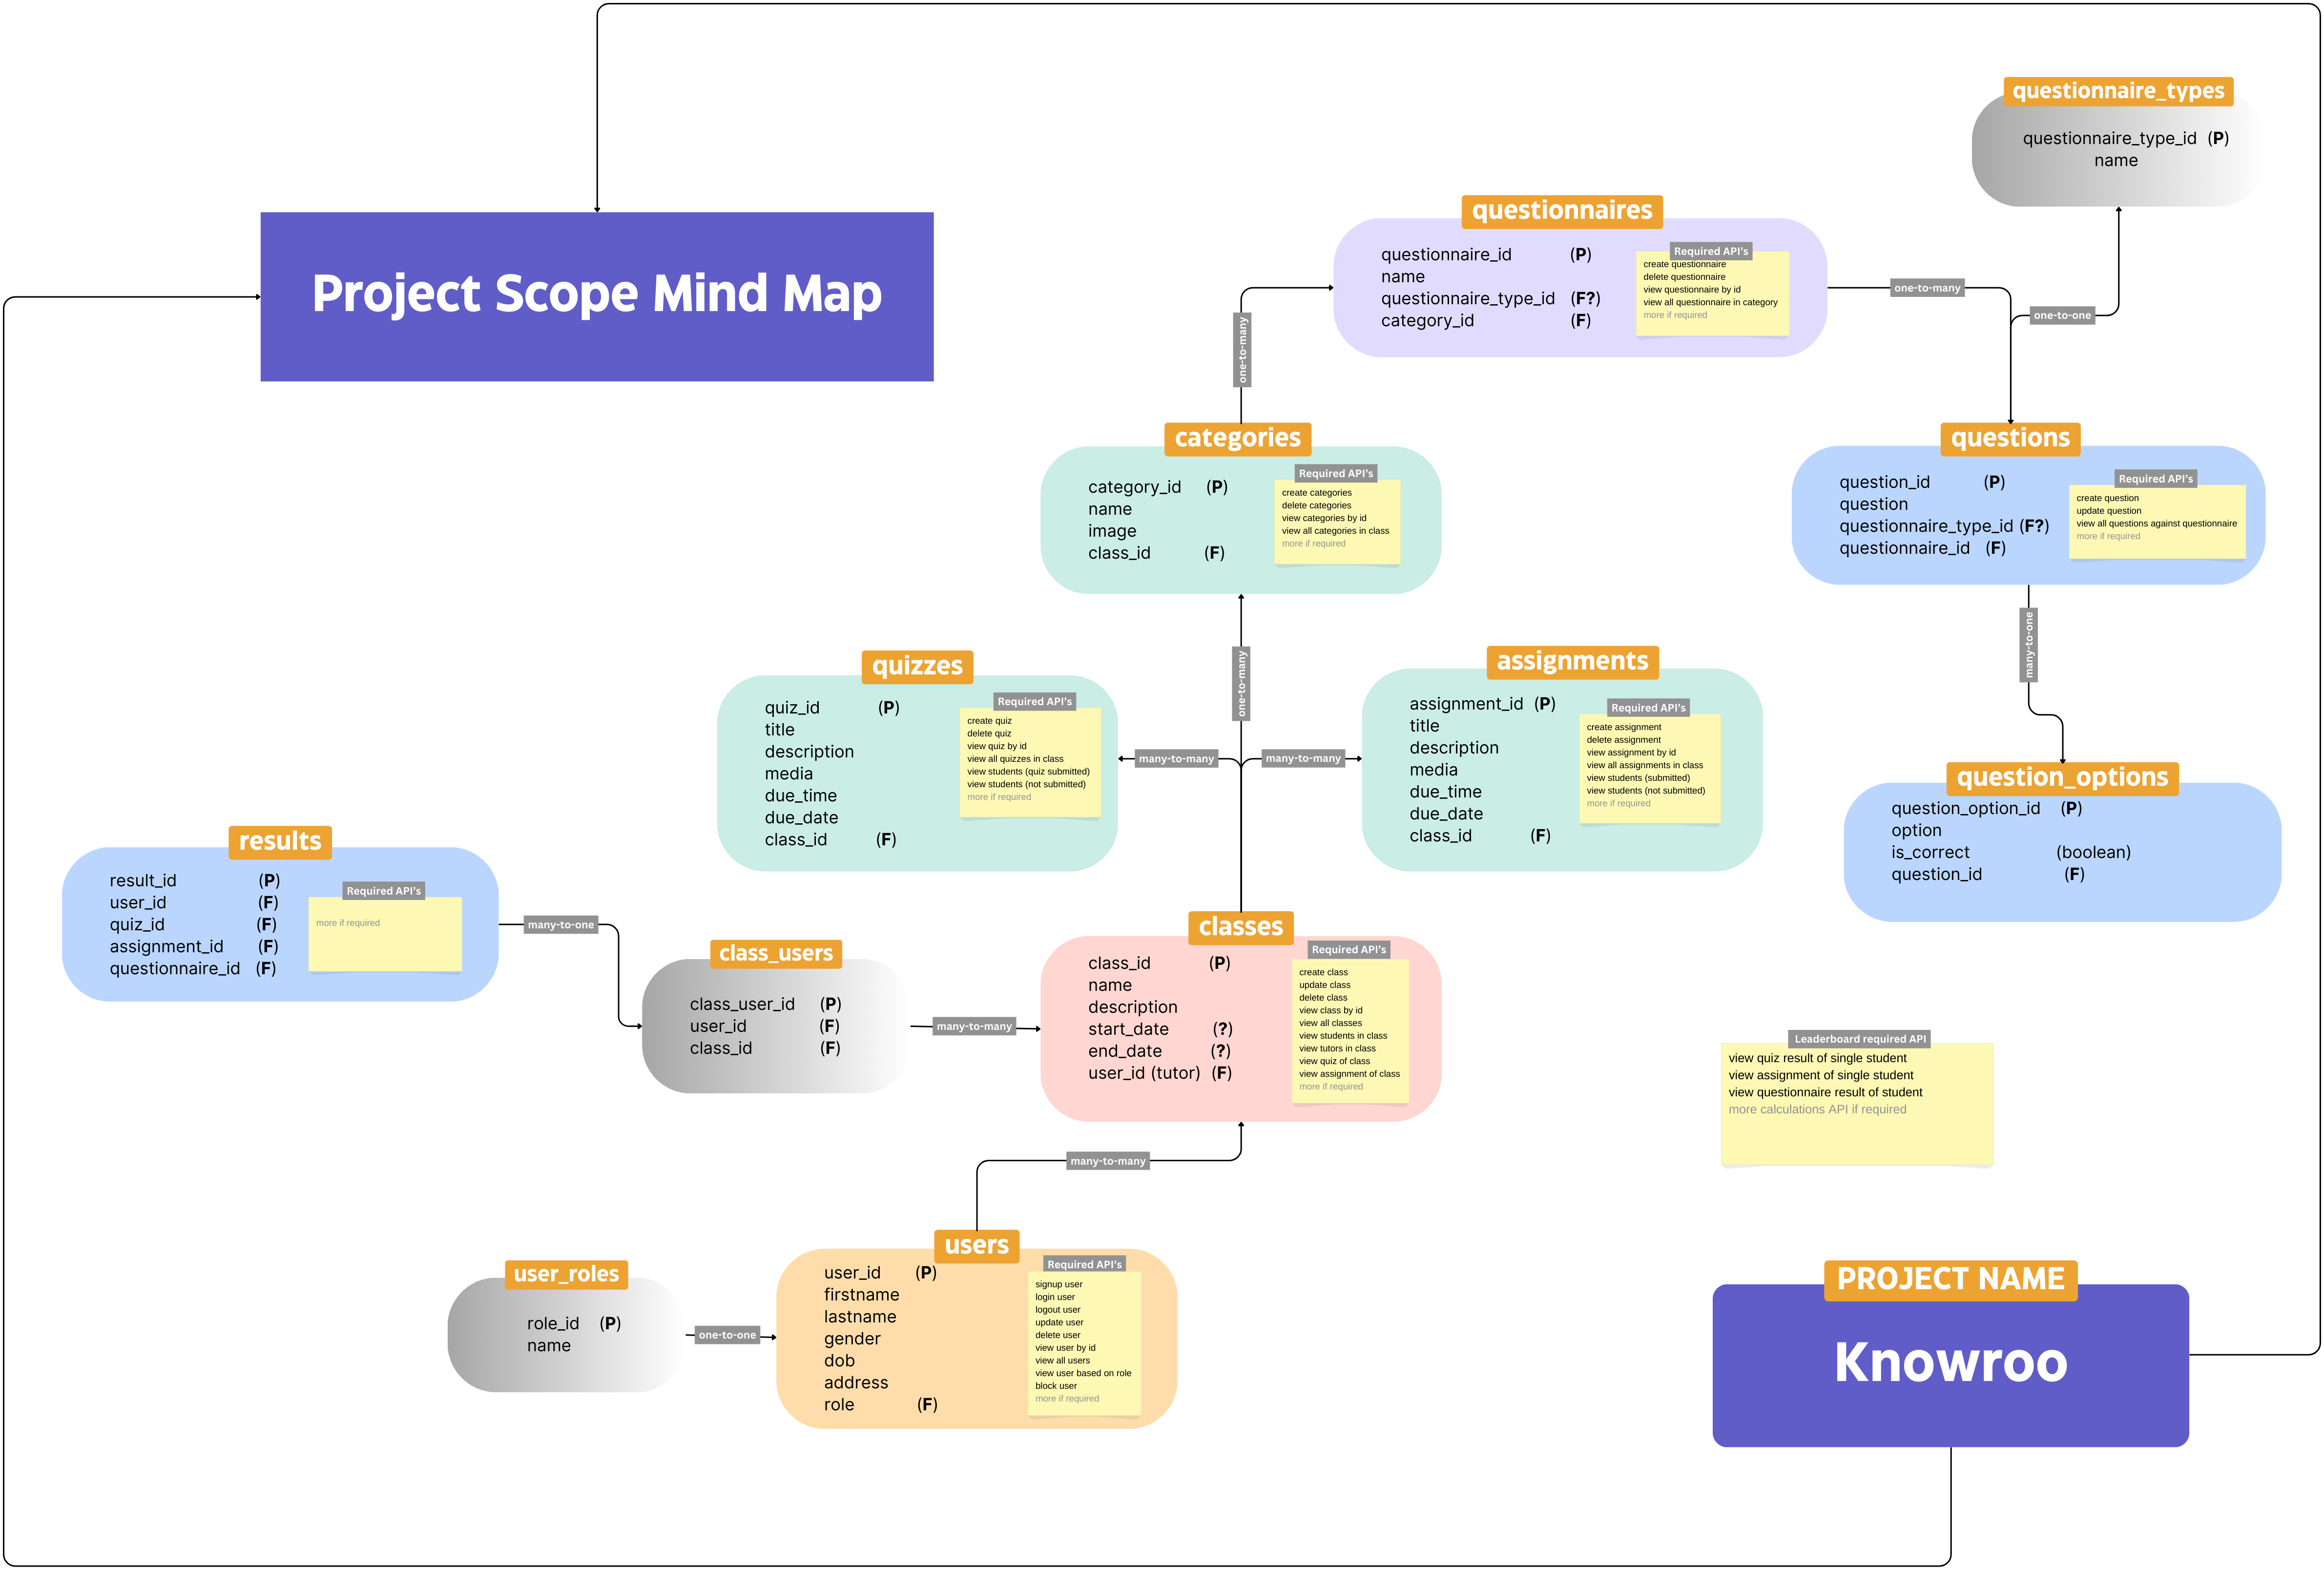 Project Scope Mind Map
questionnaire_types
questionnaire_type_id (P)
name
questionnaires
questionnaire_id (P)
name
questionnaire_type_id (F?)
category_id (F)
Required API's
create questionnaire
delete questionnaire
view questionnaire by id
view all questionnaire in category
more if required
one-to-many
one-to-one
one-to-many
categories
category_id (P)
name
image
class_id (F)
Required API's
create categories
delete categories
view categories by id
view all categories in class
more if required
questions
question_id (P)
question
questionnaire_type_id (F?)
questionnaire_id (F)
Required API's
create question
update question
view all questions against questionnaire
more if required
many-to-one
one-to-many
quizzes
quiz_id (P)
title
description
media
due_time
due_date
class_id (F)
Required API's
create quiz
delete quiz
view quiz by id
view all quizzes in class
view students (quiz submitted)
view students (not submitted)
more if required
many-to-many
many-to-many
assignments
assignment_id (P)
title
description
media
due_time
due_date
class_id (F)
Required API's
create assignment
delete assignment
view assignment by id
view all assignments in class
view students (submitted)
view students (not submitted)
more if required
question_options
question_option_id (P)
option
is_correct (boolean)
question_id (F)
results
result_id (P)
user_id (F)
quiz_id (F)
assignment_id (F)
questionnaire_id (F)
Required API's
more if required
many-to-one
class_users
class_user_id (P)
user_id (F)
class_id (F)
many-to-many
classes
class_id (P)
name
description
start_date (?)
end_date (?)
user_id (tutor) (F)
Required API's
create class
update class
delete class
view class by id
view all classes
view students in class
view tutors in class
view quiz of class
view assignment of class
more if required
Leaderboard required API
view quiz result of single student
view assignment of single student
view questionnaire result of student
more calculations API if required
many-to-many
user_roles
role_id (P)
name
one-to-one
users
user_id (P)
firstname
lastname
gender
dob
address
role (F)
Required API's
signup user
login user
logout user
update user
delete user
view user by id
view all users
view user based on role
block user
more if required
PROJECT NAME
Knowroo